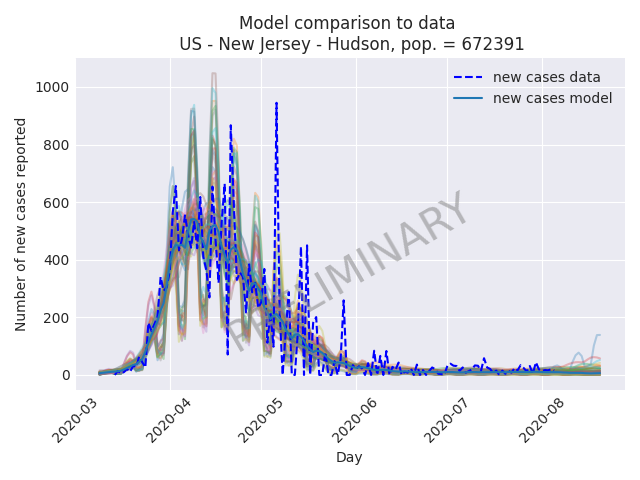 Model comparison to data
US - New Jersey - Hudson, pop. = 672391
new cases data
new cases model
Number of new cases reported
1000
800
600
400
200
0
PRELIMINARY
2020-03
2020-04
2020-05
2020-06
2020-07
2020-08
Day